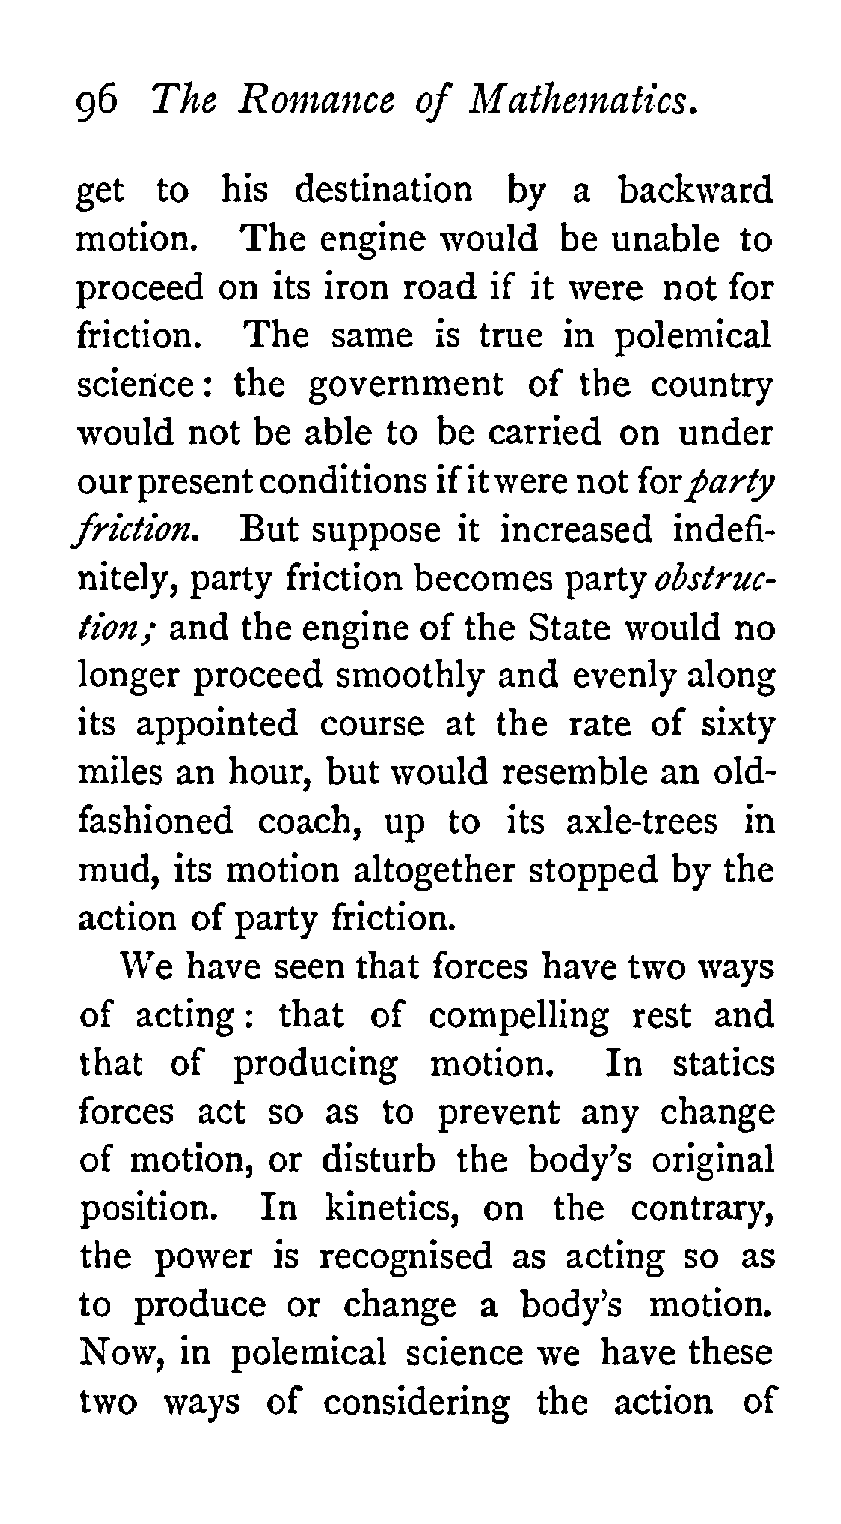 96 The Romance of Mathematics.
get to his destination by a backward
motion. The engine would be unable to
proceed on its iron road if it were not for
friction. The same is true in polemical
science: the government of the country
would not be able to be carried on under
our present conditions if it were not for party
friction. But suppose it increased indefi-
nitely, party friction becomes party obstruc-
tion; and the engine of the State would no
longer proceed smoothly and evenly along
its appointed course at the rate of sixty
miles an hour, but would resemble an old-
fashioned coach, up to its axle-trees in
mud, its motion altogether stopped by the
action of party friction.
We have seen that forces have two ways
of acting: that of compelling rest and
that of producing motion. In statics
forces act so as to prevent any change
of motion, or disturb the body's original
position. In kinetics, on the contrary,
the power is recognised as acting so as
to produce or change a body's motion.
Now, in polemical science we have these
two ways of considering the action of